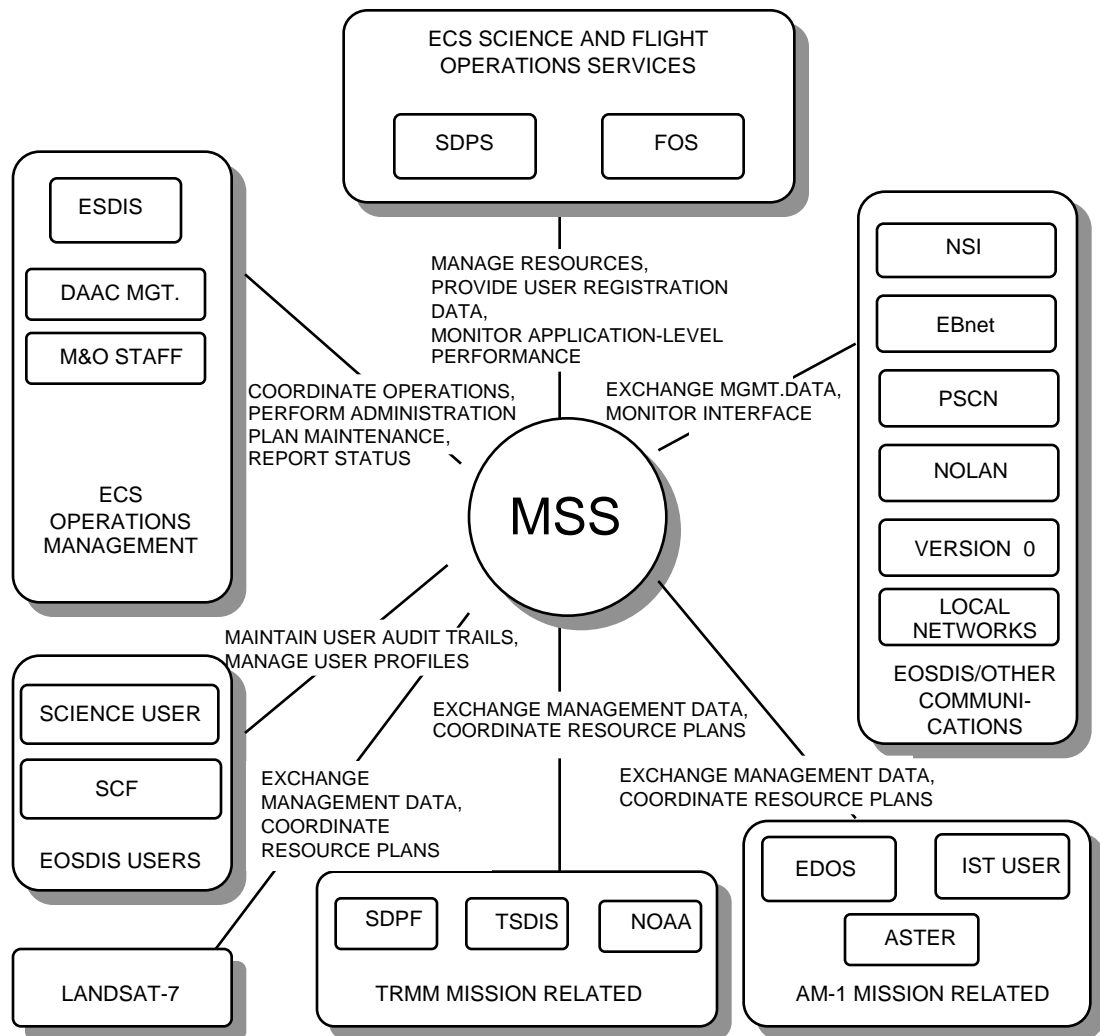 ECS SCIENCE AND FLIGHT
OPERATIONS SERVICES
SDPS
FOS
ESDIS
DAAC MGT.
M&O STAFF
ECS
OPERATIONS
MANAGEMENT
NSI
EBnet
PSCN
NOLAN
VERSION 0
LOCAL
NETWORKS
EOSDIS/OTHER
COMMUNI-
CATIONS
MANAGE RESOURCES,
PROVIDE USER REGISTRATION
DATA,
MONITOR APPLICATION-LEVEL
PERFORMANCE
COORDINATE OPERATIONS,
PERFORM ADMINISTRATION
PLAN MAINTENANCE,
REPORT STATUS
EXCHANGE MGMT.DATA,
MONITOR INTERFACE
MSS
MAINTAIN USER AUDIT TRAILS,
MANAGE USER PROFILES
SCIENCE USER
SCF
EOSDIS USERS
EXCHANGE
MANAGEMENT DATA,
COORDINATE
RESOURCE PLANS
EXCHANGE MANAGEMENT DATA,
COORDINATE RESOURCE PLANS
EXCHANGE MANAGEMENT DATA,
COORDINATE RESOURCE PLANS
LANDSAT-7
SDPF
TSDIS
NOAA
TRMM MISSION RELATED
EDOS
IST USER
ASTER
AM-1 MISSION RELATED